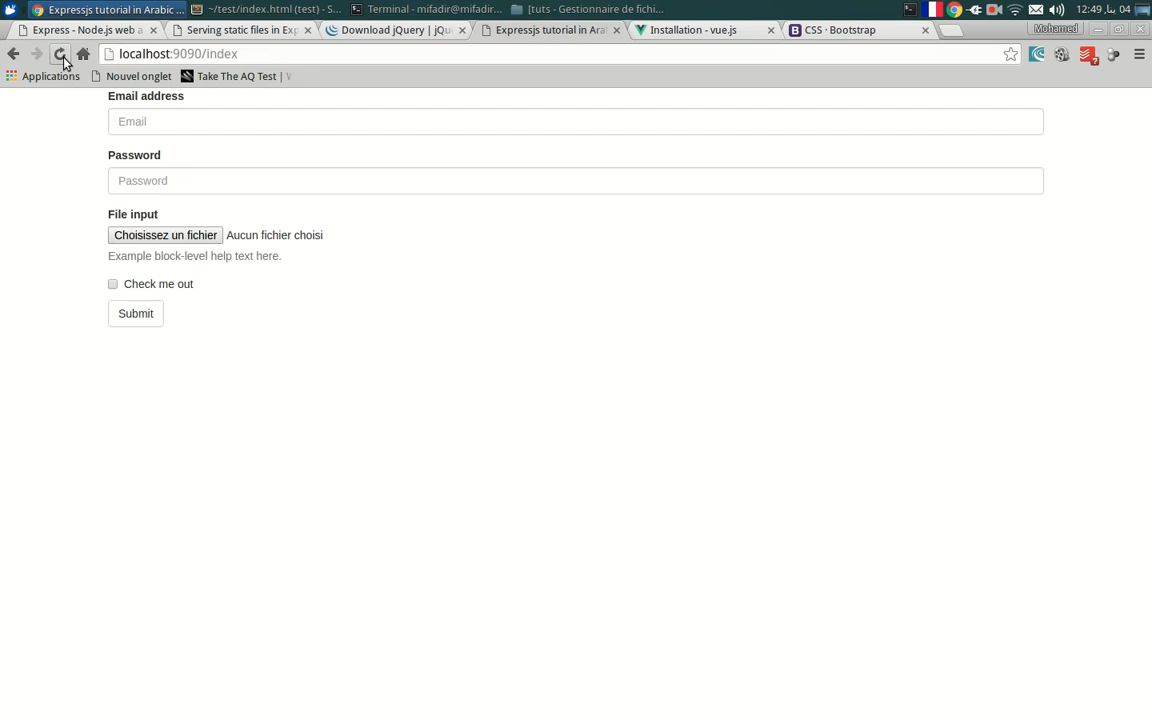 Expressjs tutorial in Arabic ...
~/test/index.html (test) - S...
Terminal - mifadir@mifadir...
[tuts - Gestionnaire de fichi...
12:49 ,يناير 04
Express - Node.js web a
Serving static files in Exp
Download jQuery | jQu
Expressjs tutorial in Ara
Installation - vue.js
CSS · Bootstrap
Mohamed
localhost:9090/index
Applications
Nouvel onglet
Take The AQ Test |
Email address
Email
Password
Password
File input
Choisissez un fichier Aucun fichier choisi
Example block-level help text here.
Check me out
Submit